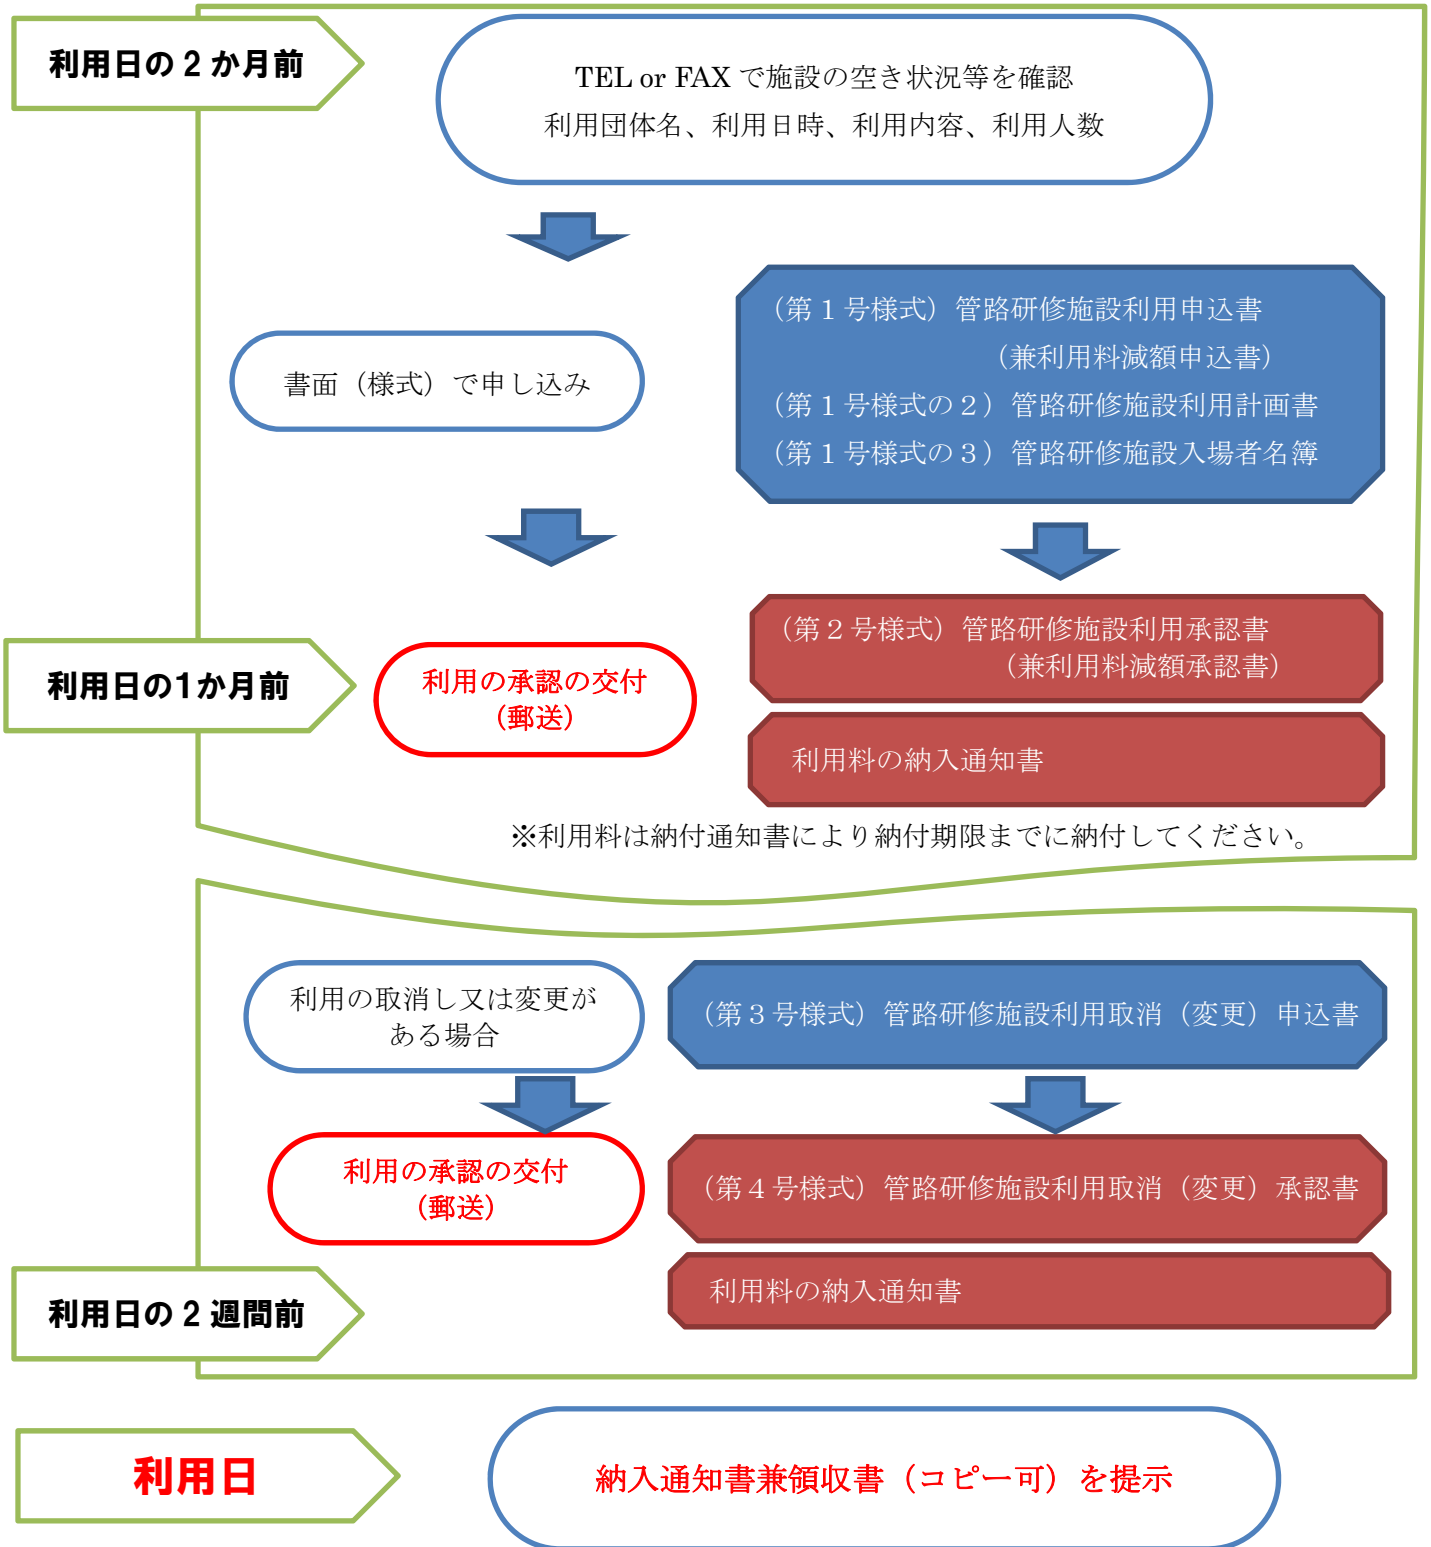 利用日の 2 か月前
TEL or FAX で施設の空き状況等を確認
利用団体名、利用日時、利用内容、利用人数
書面（様式）で申し込み
（第１号様式）管路研修施設利用申込書
（兼利用料減額申込書）
（第１号様式の２）管路研修施設利用計画書
（第１号様式の３）管路研修施設入場者名簿
利用日の1か月前
利用の承認の交付
（郵送）
（第２号様式）管路研修施設利用承認書
（兼利用料減額承認書）
利用料の納入通知書
※利用料は納付通知書により納付期限までに納付してください。
利用の取消し又は変更が
ある場合
（第３号様式）管路研修施設利用取消（変更）申込書
利用の承認の交付
（郵送）
（第４号様式）管路研修施設利用取消（変更）承認書
利用料の納入通知書
利用日の 2 週間前
利用日
納入通知書兼領収書（コピー可）を提示